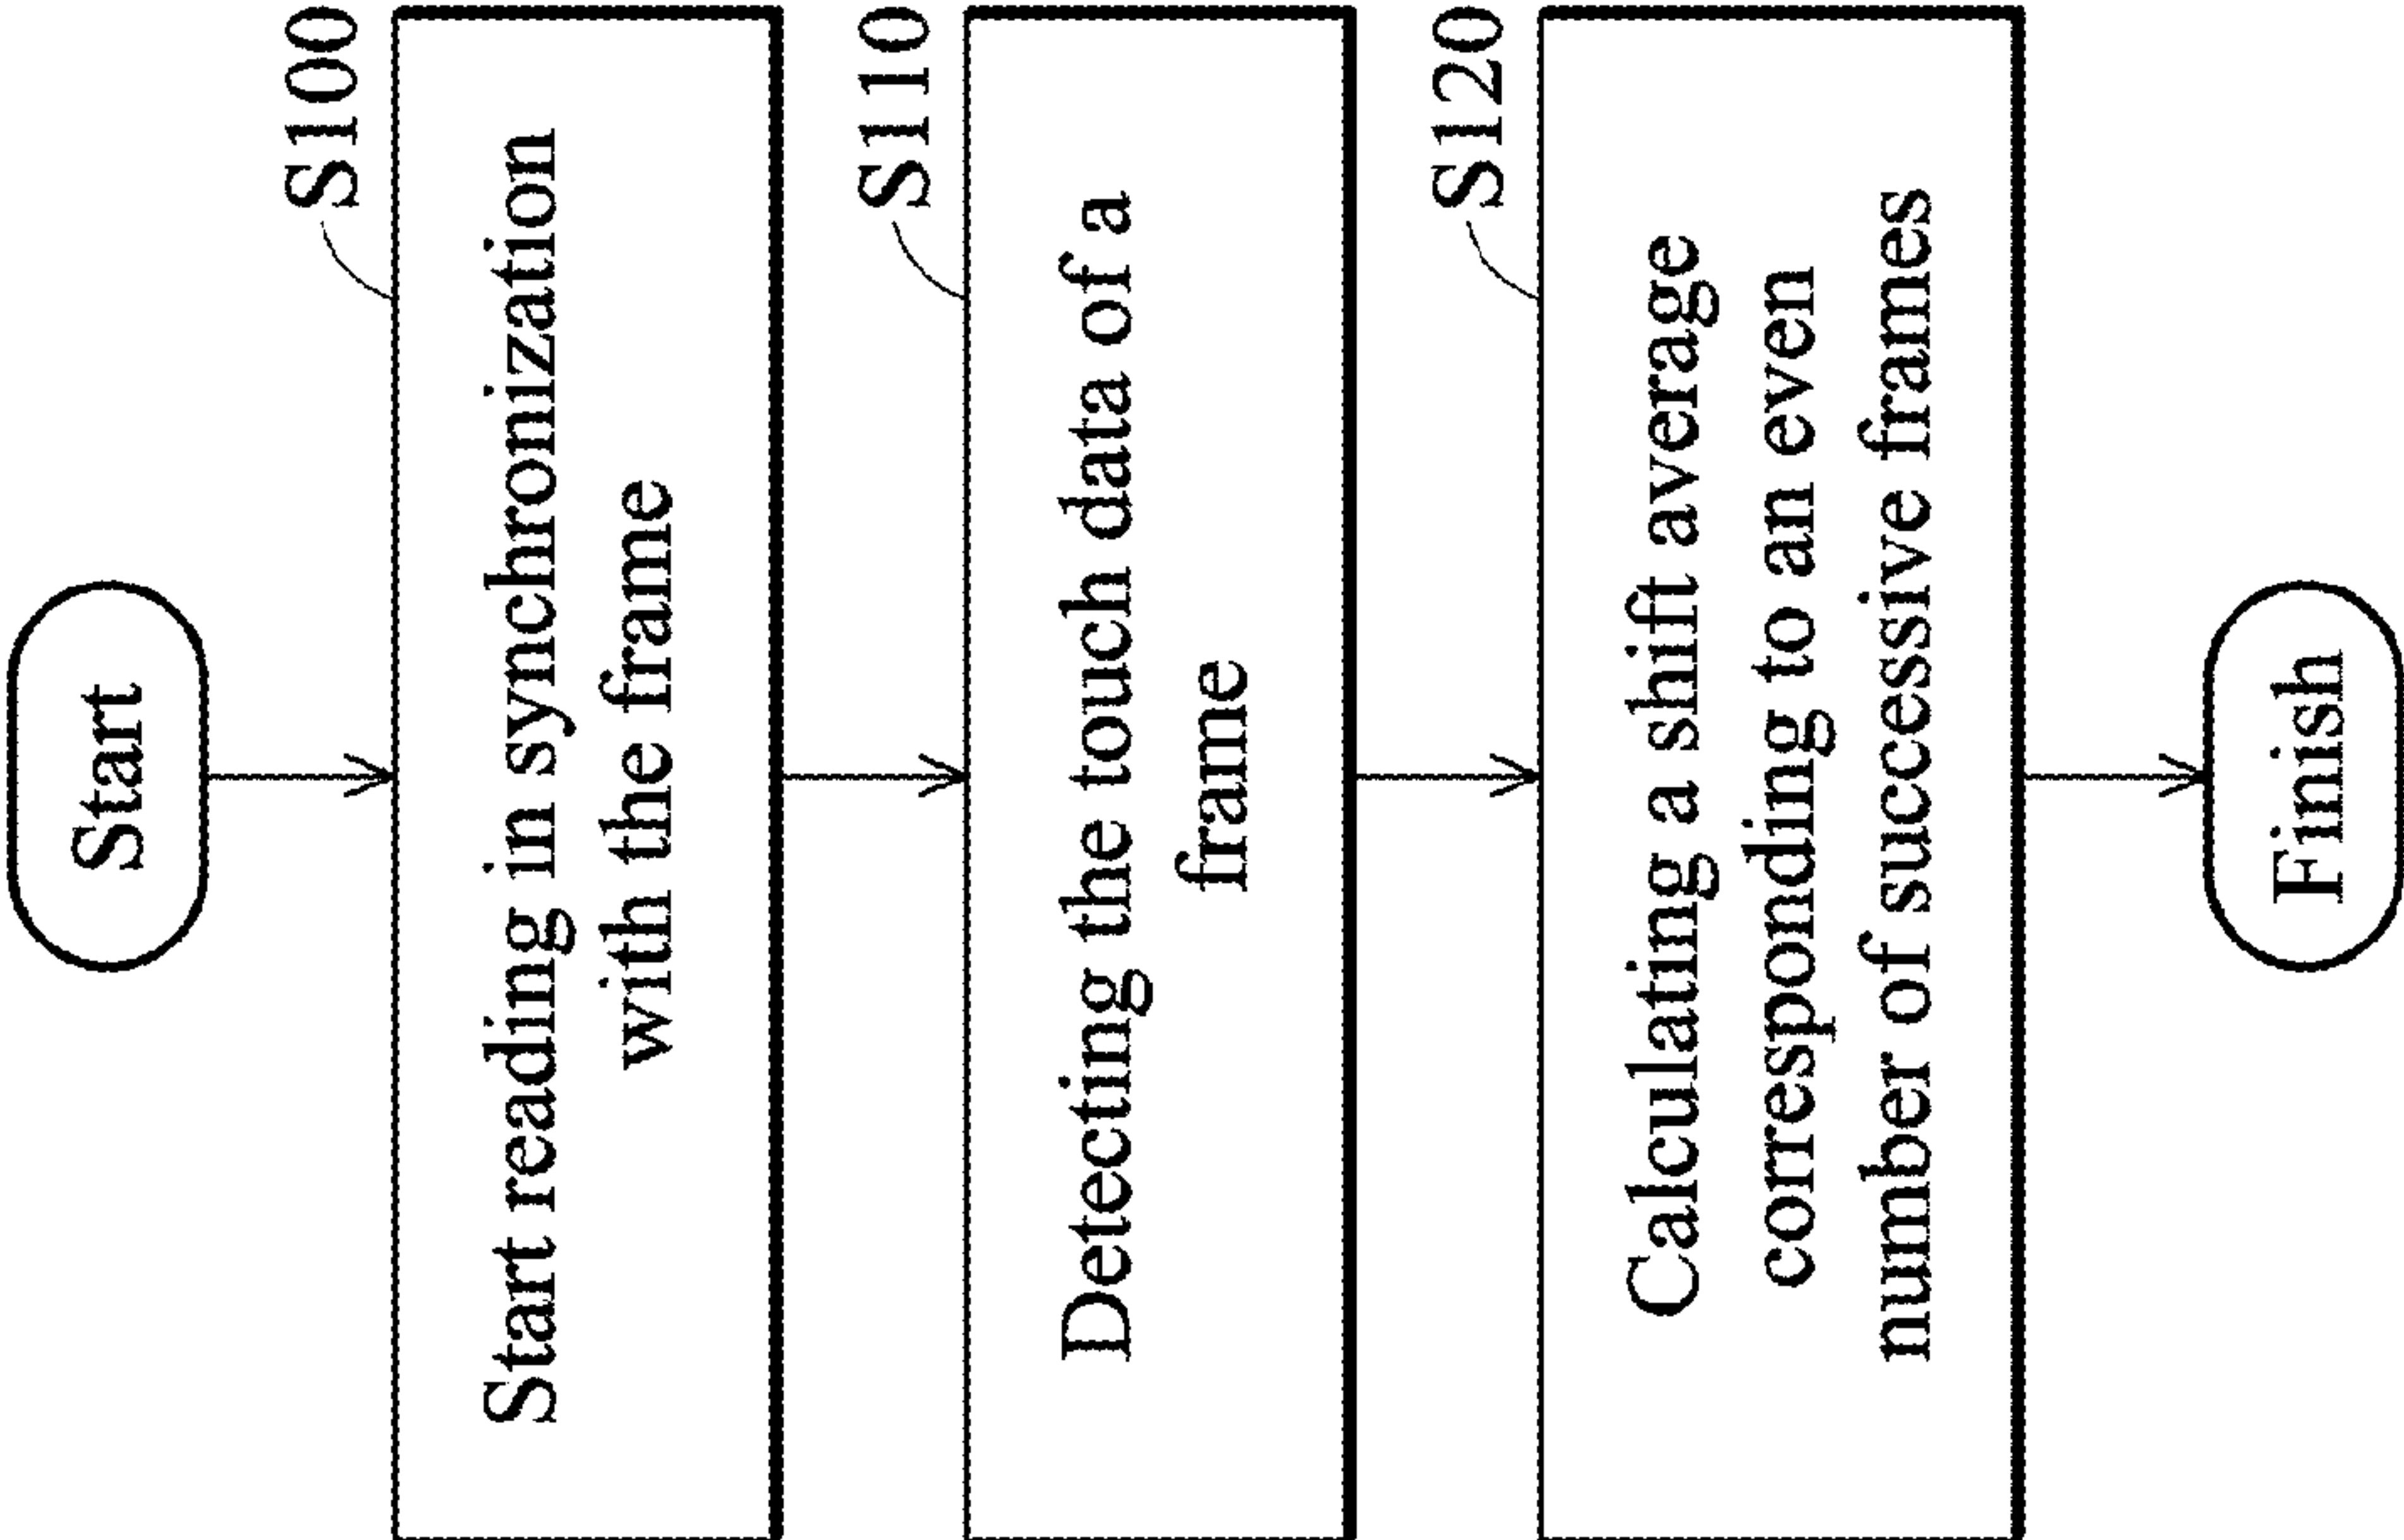 Start
S100
Start reading in synchronization
with the frame
S110
Detecting the touch data of a
frame
S120
Calculating a shift average
corresponding to an even
number of successive frames
Finish